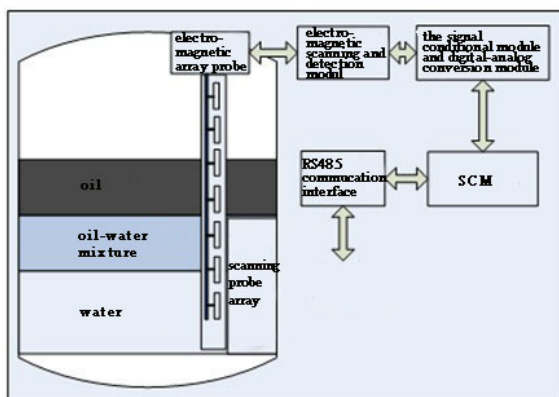 electro-
magnetic
array probe
electro-
magnetic
scanning and
detection
modul
the signal
conditional module
and digital-analog
conversion module
RS485
commucation
interface
SCM
oil
oil-water
mixture
water
scanning
probe
array